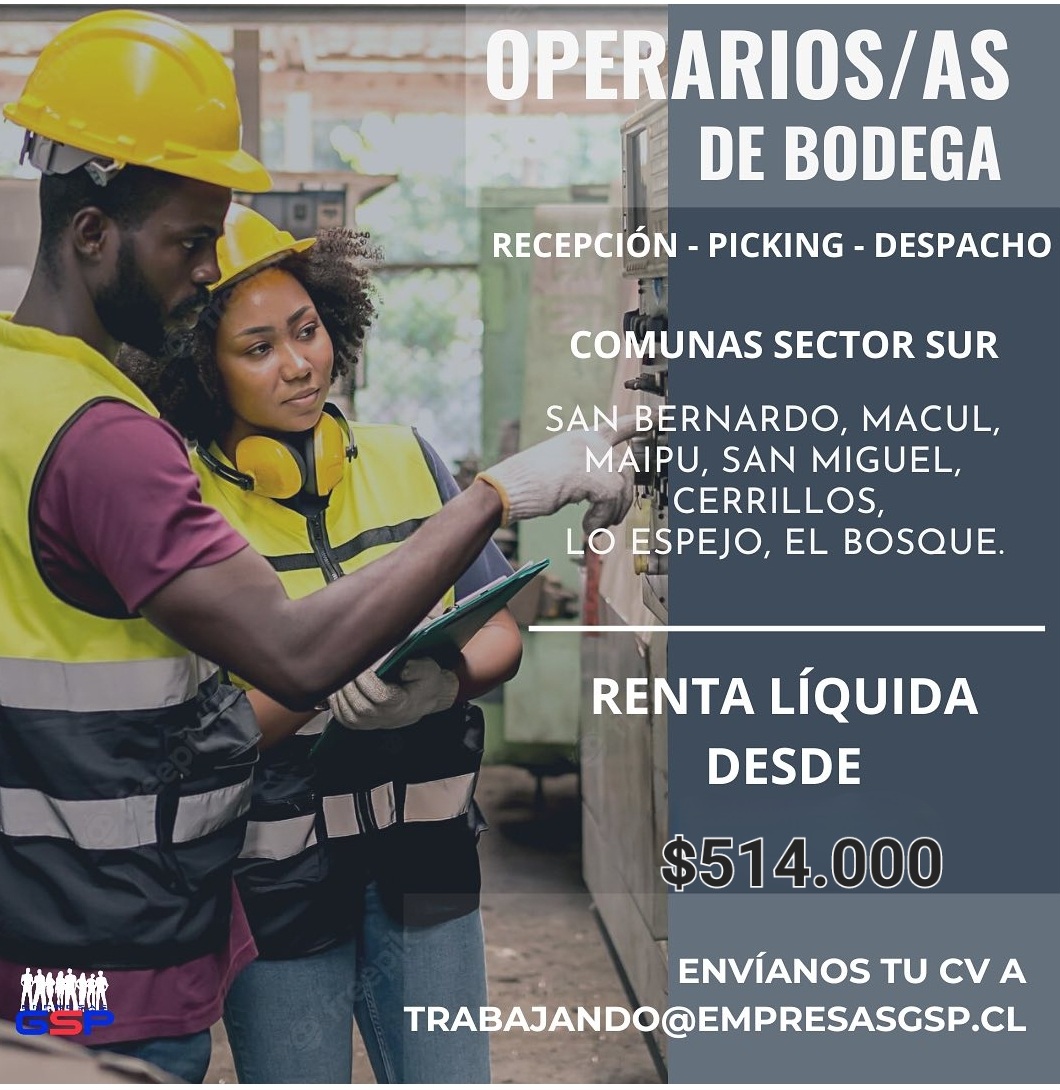 OPERARIOS/AS
DE BODEGA
RECEPCIÓN - PICKING - DESPACHO
COMUNAS SECTOR SUR
SAN BERNARDO, MACUL,
MAIPU, SAN MIGUEL,
CERRILLOS,
LO ESPEJO, EL BOSQUE.
RENTA LÍQUIDA
DESDE
$514.000
ENVÍANOS TU CV A
TRABAJANDO@EMPRESASGSP.CL
GSP